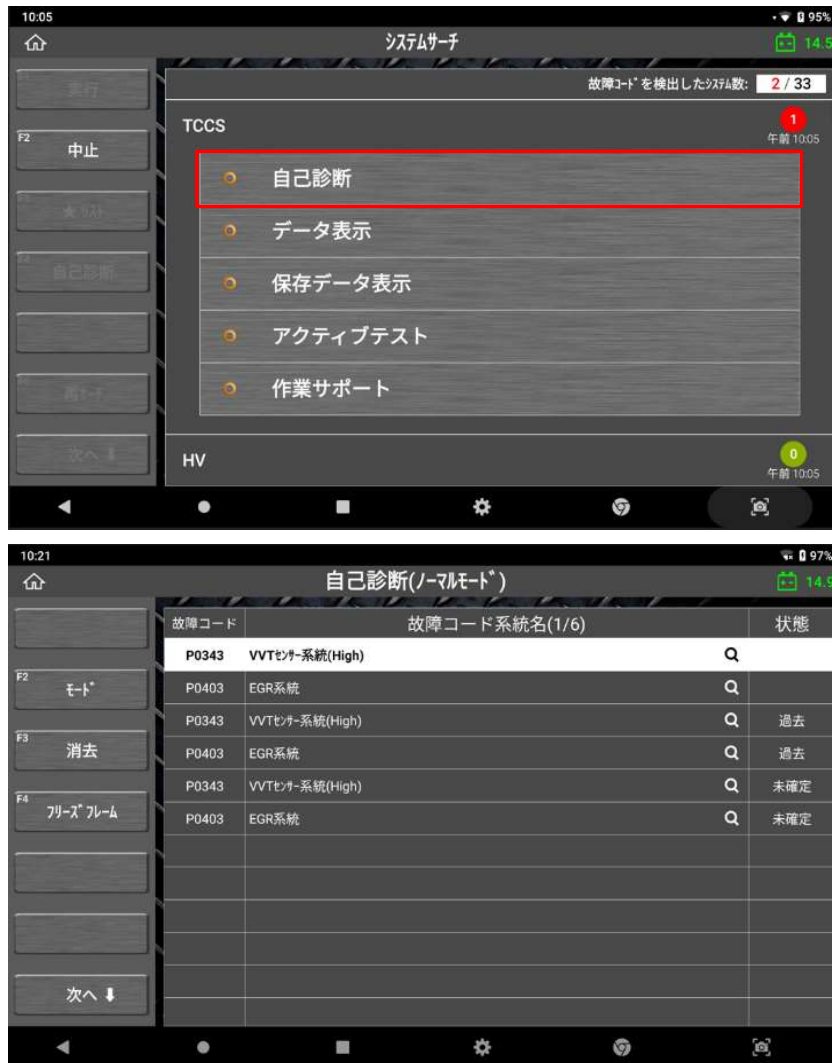 10:05
95%
システムサーチ
14.5
実行
故障ｺｰﾄﾞを検出したｼｽﾃﾑ数: 2 / 33
TCCS
1
午前 10:05
F2
中止
自己診断
データ表示
自己診断
保存データ表示
アクティブテスト
作業サポート
次へ ⬇
HV
0
午前 10:05
10:21
97%
自己診断(ﾉｰﾏﾙﾓｰﾄﾞ)
14.9
故障コード 故障コード系統名(1/6) 状態
P0343 VVTｾﾝｻｰ系統(High)
F2
ﾓｰﾄﾞ
P0403 EGR系統
P0343 VVTｾﾝｻｰ系統(High) 過去
F3
消去
P0403 EGR系統 過去
P0343 VVTｾﾝｻｰ系統(High) 未確定
F4
ﾌﾘｰｽﾞﾌﾚｰﾑ
P0403 EGR系統 未確定
次へ ⬇